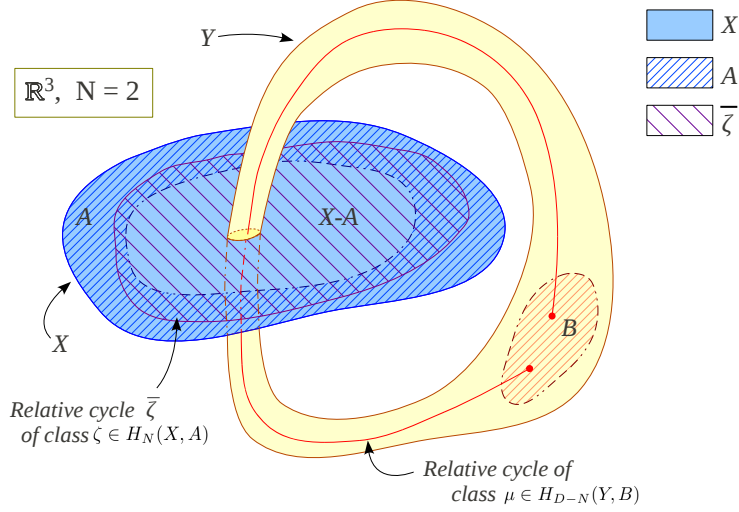 Y
X
ℝ³, N = 2
A
ζ̅
A
X-A
B
X
Relative cycle ζ̅
of class ζ ∈ H_N(X, A)
Relative cycle of
class μ ∈ H_{D−N}(Y, B)